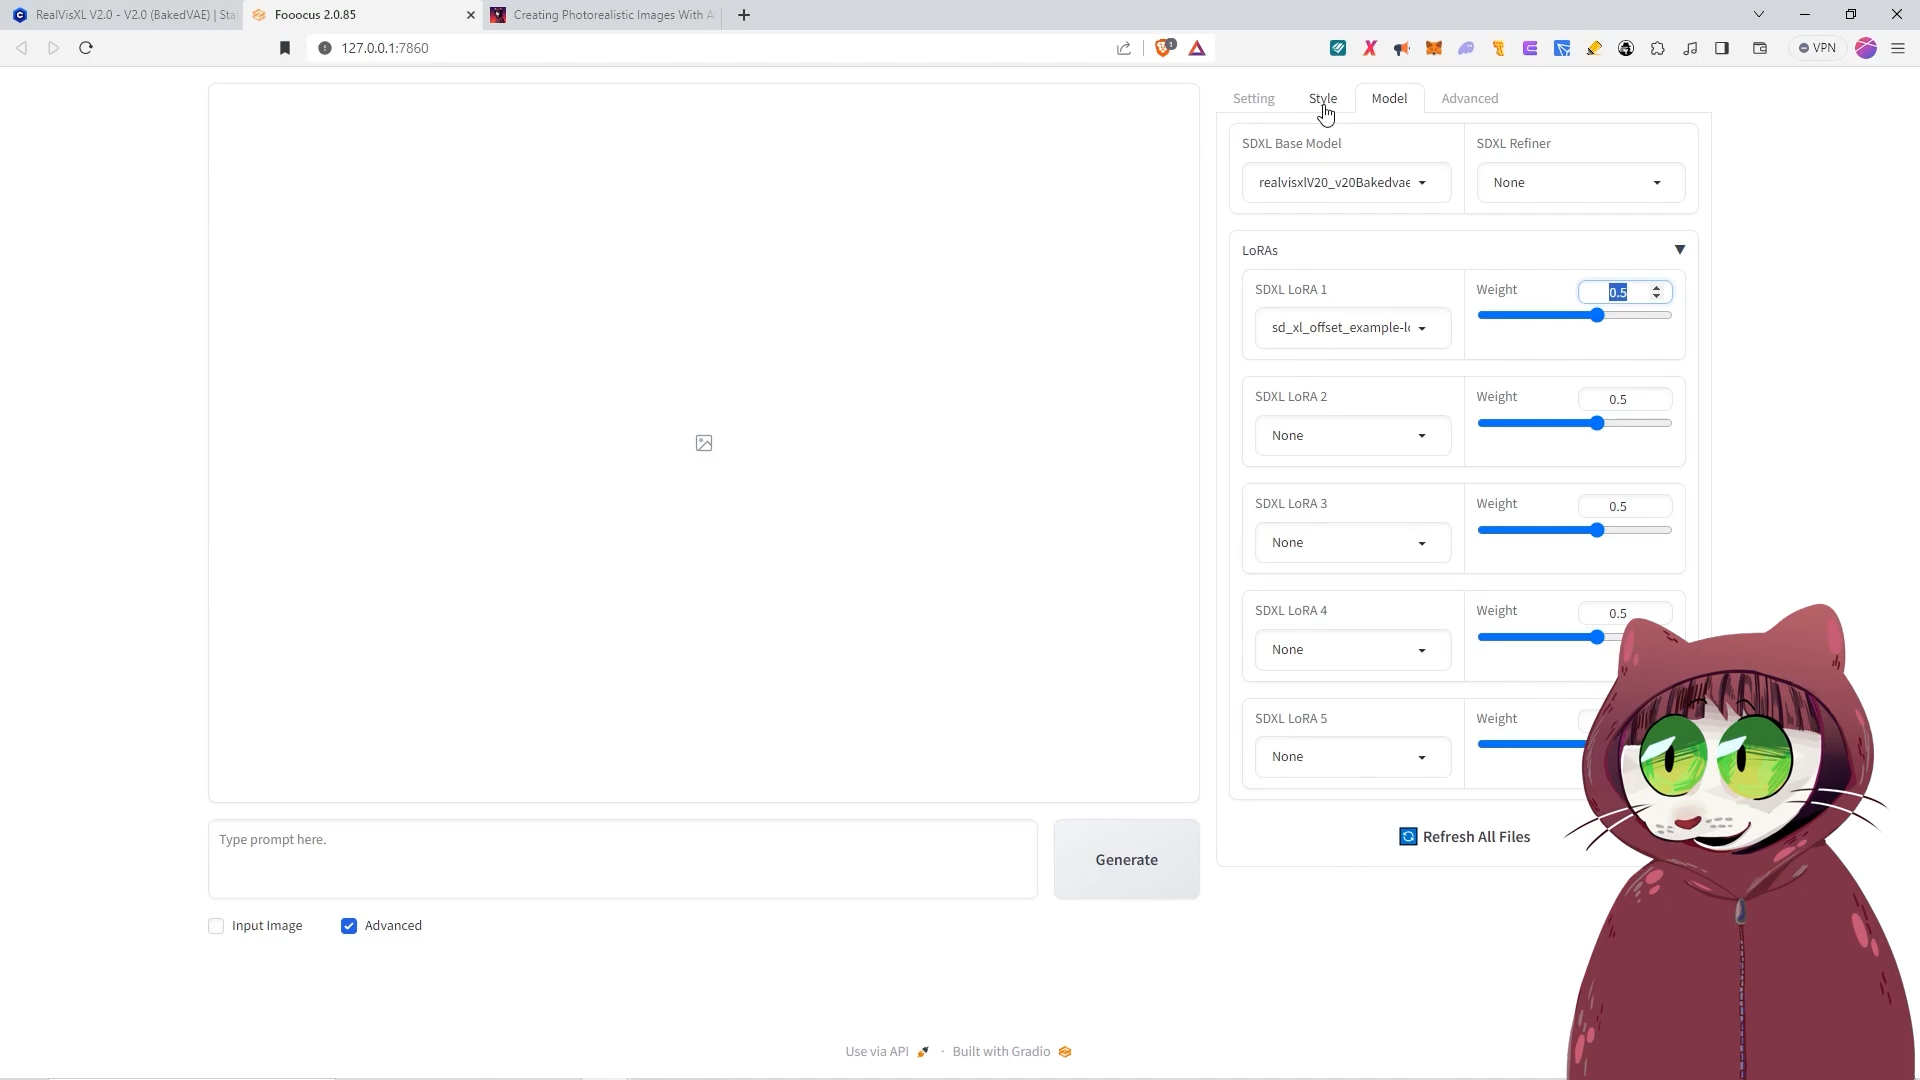 RealVisXL V2.0 - V2.0 (BakedVAE) | Sta
Fooocus 2.0.85
Creating Photorealistic Images With A
127.0.0.1:7860
1
VPN
Setting
Style
Model
Advanced
SDXL Base Model
realvisxlV20_v20Bakedvae
SDXL Refiner
None
LoRAs
SDXL LoRA 1
sd_xl_offset_example-lo
Weight
0.5
SDXL LoRA 2
None
Weight
0.5
SDXL LoRA 3
None
Weight
0.5
SDXL LoRA 4
None
Weight
0.5
SDXL LoRA 5
None
Weight
Refresh All Files
Type prompt here.
Generate
Input Image
Advanced
Use via API · Built with Gradio